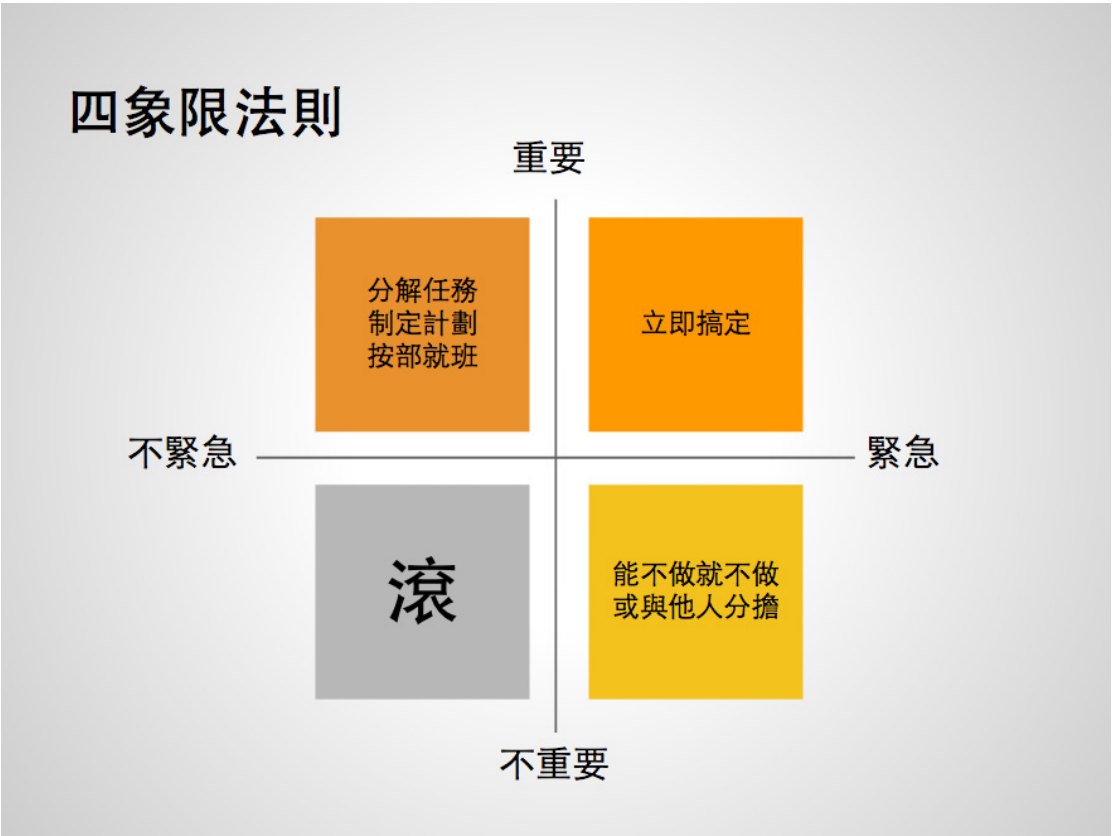 四象限法則
重要
分解任務
制定計劃
按部就班
立即搞定
不緊急
緊急
滾
能不做就不做
或與他人分擔
不重要